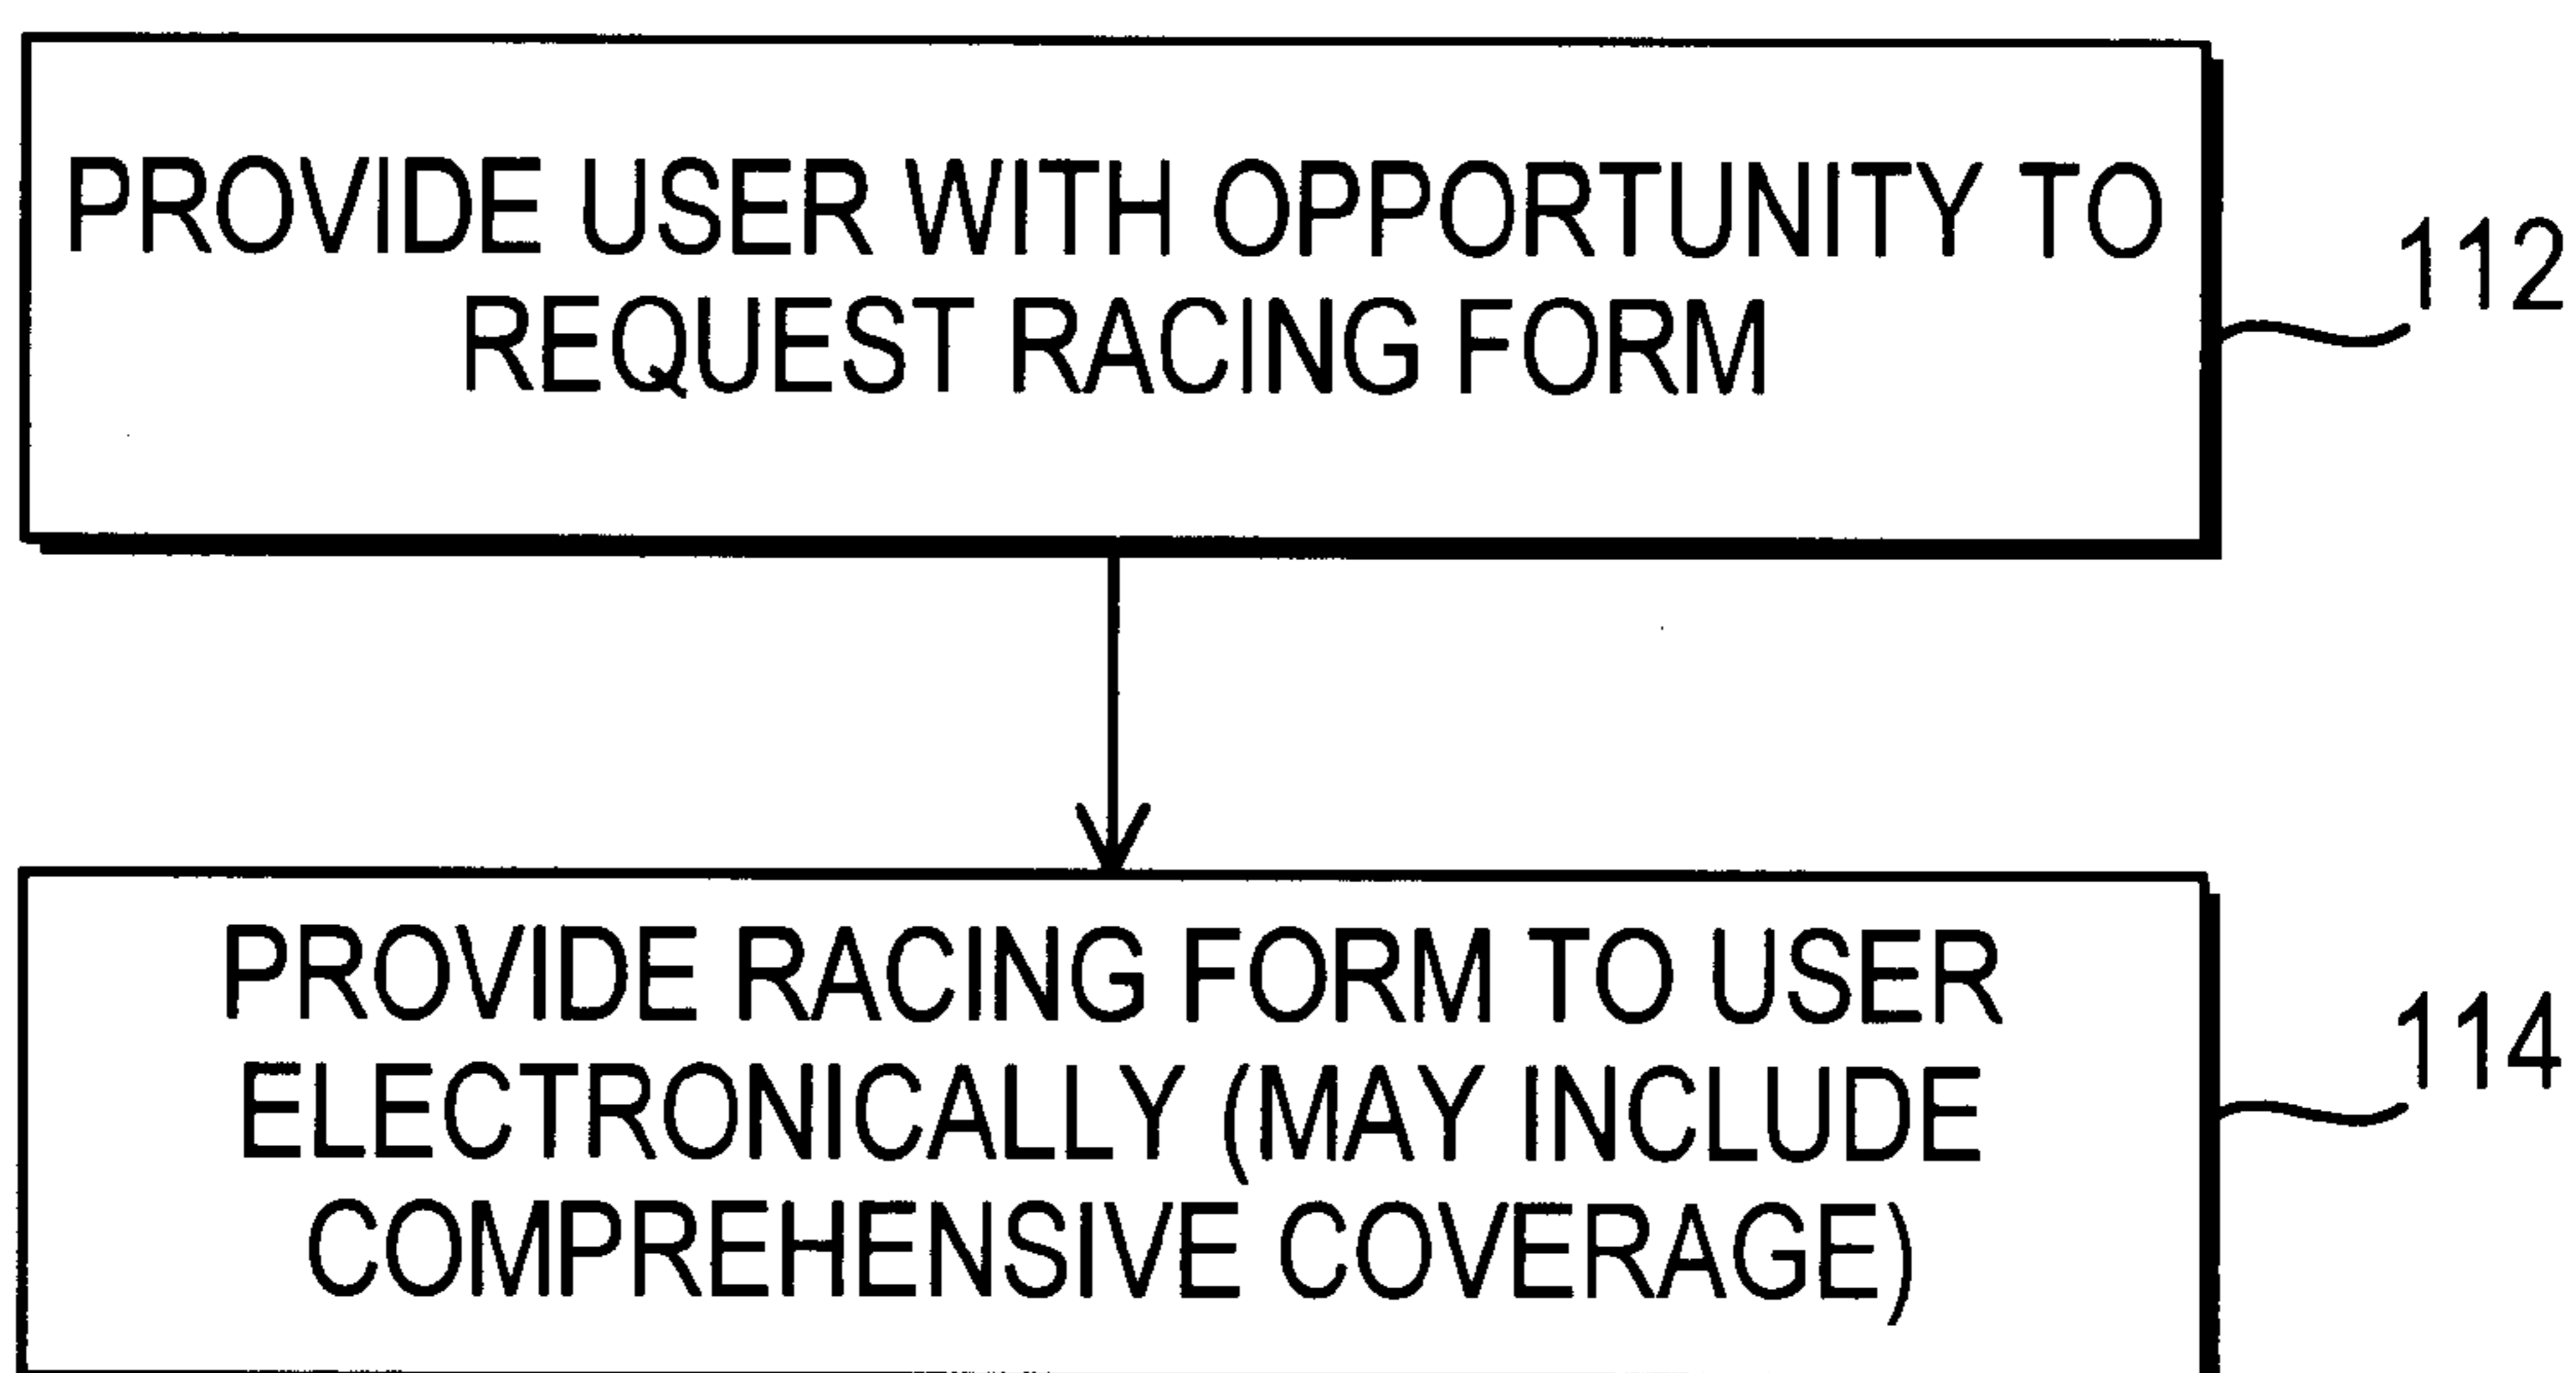 PROVIDE USER WITH OPPORTUNITY TO
REQUEST RACING FORM
112
PROVIDE RACING FORM TO USER
ELECTRONICALLY (MAY INCLUDE
COMPREHENSIVE COVERAGE)
114